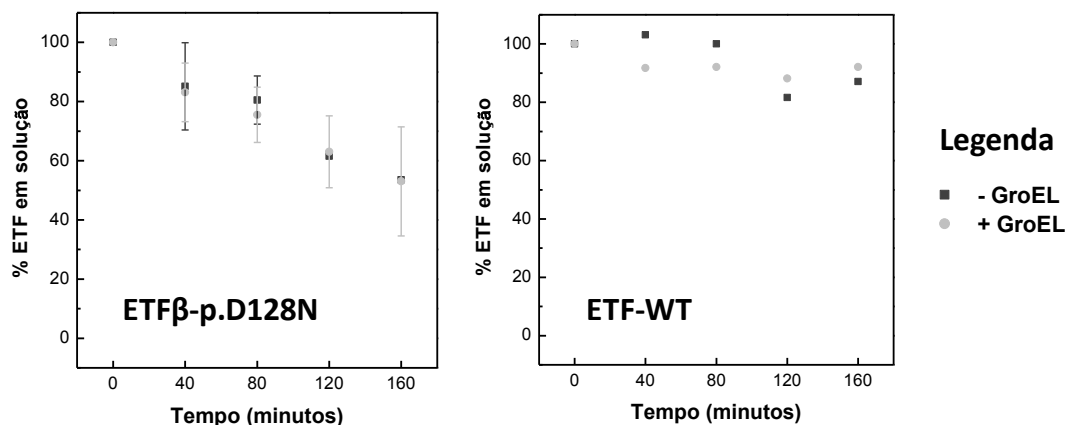 % ETF em solução
100
80
60
40
80
20
0
ETFβ-p.D128N
0 40 80 120 160
Tempo (minutos)
% ETF em solução
100
80
60
40
20
0
ETF-WT
0 40 80 120 160
Tempo (minutos)
Legenda
- GroEL
+ GroEL